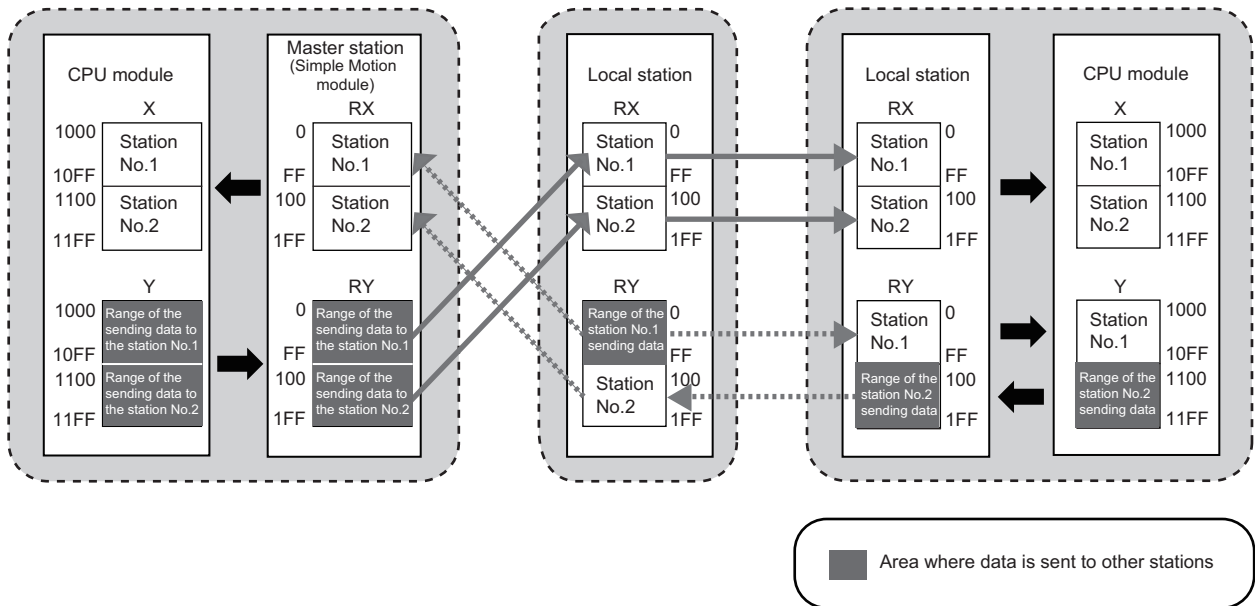 CPU module
X
1000
Station
No.1
10FF
1100
Station
No.2
11FF
Y
1000
Range of the
sending data to
the station No.1
10FF
1100
Range of the
sending data to
the station No.2
11FF
Master station
(Simple Motion
module)
RX
0
Station
No.1
FF
100
Station
No.2
1FF
RY
0
Range of the
sending data to
the station No.1
FF
100
Range of the
sending data to
the station No.2
1FF
Local station
RX
Station
No.1
0
FF
Station
No.2
100
1FF
RY
Range of the
station No.1
sending data
0
FF
Station
No.2
100
1FF
Local station
RX
Station
No.1
0
FF
Station
No.2
100
1FF
RY
Station
No.1
0
FF
Range of the
station No.2
sending data
100
1FF
CPU module
X
Station
No.1
1000
10FF
Station
No.2
1100
11FF
Y
Station
No.1
1000
10FF
Range of the
station No.2
sending data
1100
11FF
Area where data is sent to other stations